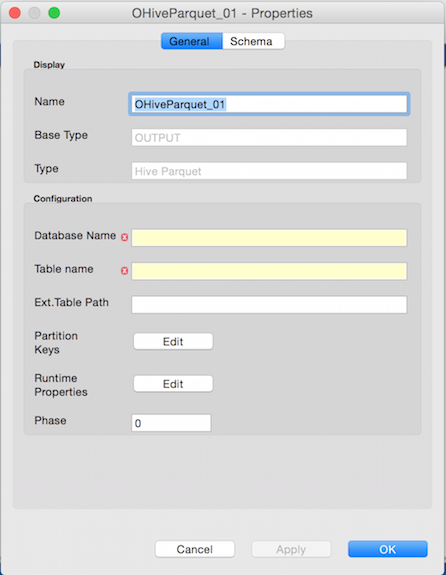 OHiveParquet_01 - Properties
General Schema
Display
Name OHiveParquet_01
Base Type OUTPUT
Type Hive Parquet
Configuration
Database Name
Table name
Ext.Table Path
Partition
Keys
Edit
Runtime
Properties
Edit
Phase 0
Cancel Apply OK